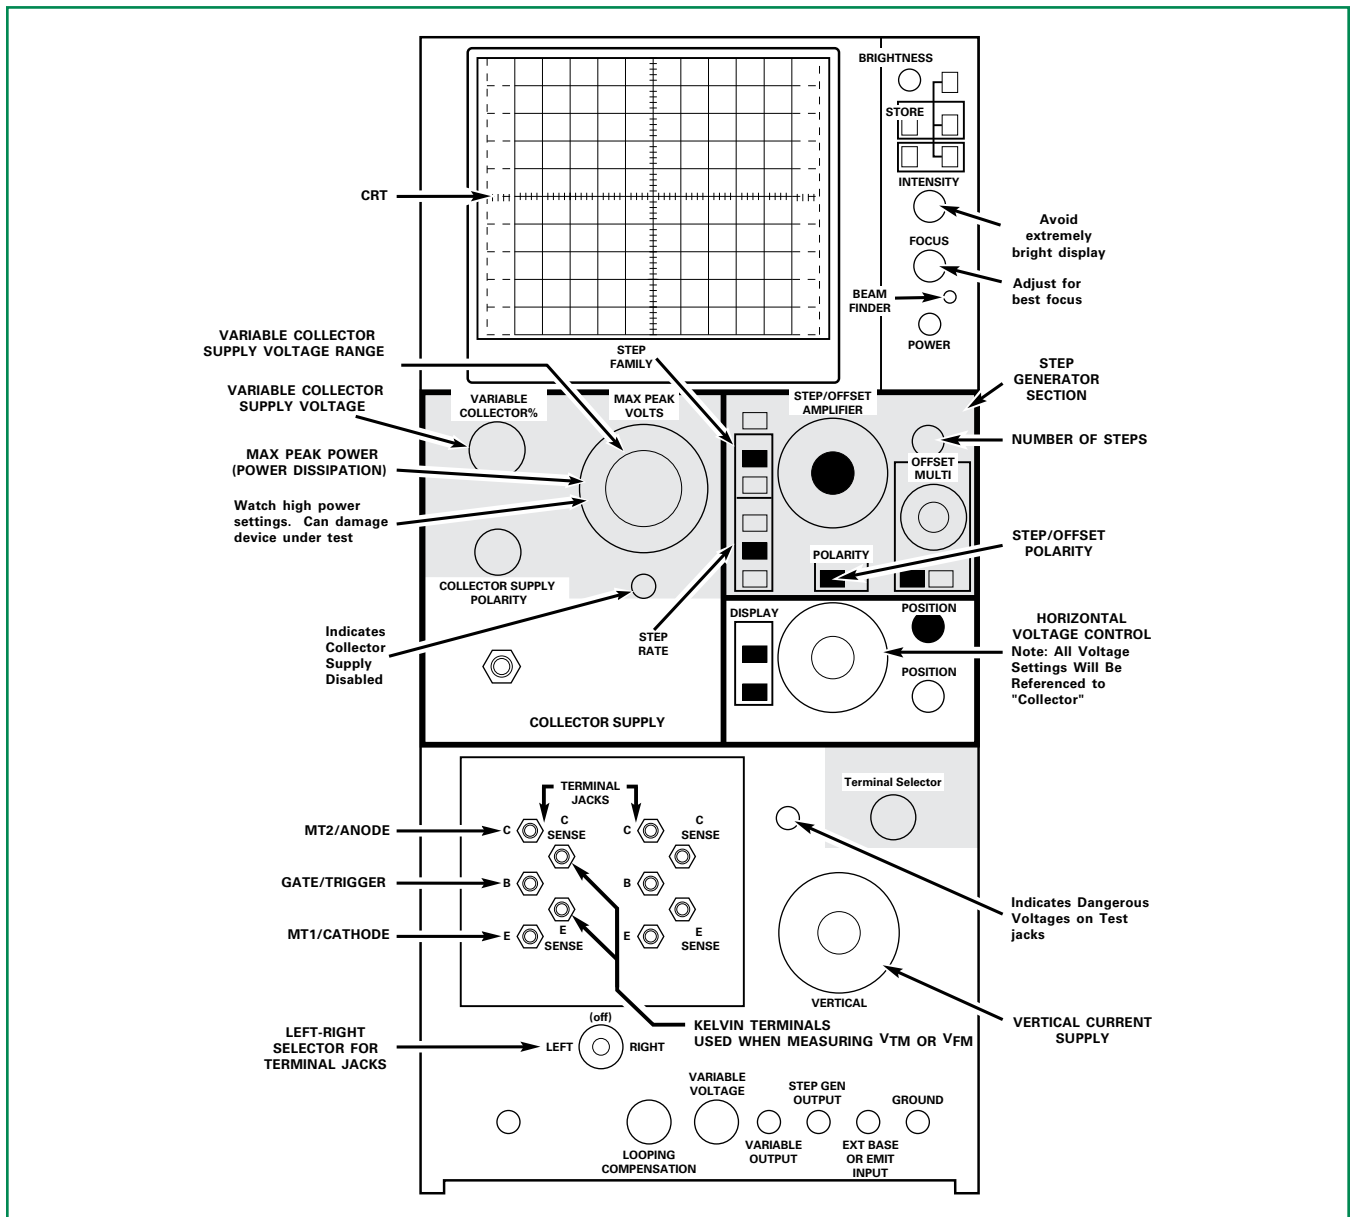 BRIGHTNESS
STORE
INTENSITY
CRT
Avoid
extremely
bright display
FOCUS
Adjust for
best focus
BEAM
FINDER
POWER
VARIABLE COLLECTOR
SUPPLY VOLTAGE RANGE
STEP
FAMILY
STEP
GENERATOR
SECTION
VARIABLE COLLECTOR
SUPPLY VOLTAGE
VARIABLE
COLLECTOR%
MAX PEAK
VOLTS
STEP/OFFSET
AMPLIFIER
NUMBER OF STEPS
MAX PEAK POWER
(POWER DISSIPATION)
OFFSET
MULTI
Watch high power
settings. Can damage
device under test
STEP/OFFSET
POLARITY
POLARITY
COLLECTOR SUPPLY
POLARITY
DISPLAY
POSITION
Indicates
Collector
Supply
Disabled
STEP
RATE
HORIZONTAL
VOLTAGE CONTROL
Note: All Voltage
Settings Will Be
Referenced to
"Collector"
POSITION
COLLECTOR SUPPLY
TERMINAL
JACKS
Terminal Selector
MT2/ANODE
C
C
SENSE
C
C
SENSE
GATE/TRIGGER
B
B
MT1/CATHODE
E
E
SENSE
E
E
SENSE
Indicates Dangerous
Voltages on Test
jacks
VERTICAL
KELVIN TERMINALS
USED WHEN MEASURING VTM OR VFM
VERTICAL CURRENT
SUPPLY
LEFT-RIGHT
SELECTOR FOR
TERMINAL JACKS
(off)
LEFT
RIGHT
VARIABLE
VOLTAGE
STEP GEN
OUTPUT
GROUND
LOOPING
COMPENSATION
VARIABLE
OUTPUT
EXT BASE
OR EMIT
INPUT